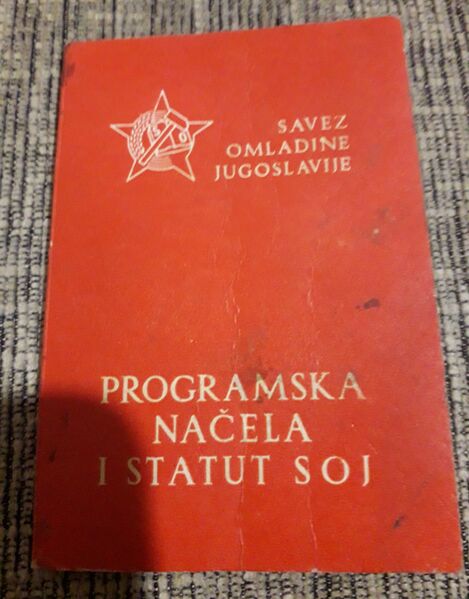 SAVEZ
OMLADINE
JUGOSLAVIJE
PROGRAMSKA
NAČELA
I STATUT SOJ